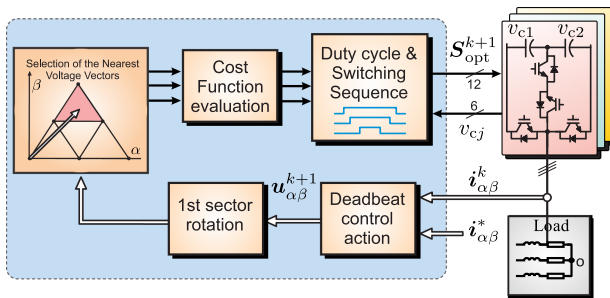 Selection of the Nearest
Voltage Vectors
β
α
Cost
Function
evaluation
Duty cycle &
Switching
Sequence
S_opt^{k+1}
12
6
v_cj
v_c1
v_c2
1st sector
rotation
u_αβ^{k+1}
Deadbeat
control
action
i_αβ^k
i_αβ^*
Load
o